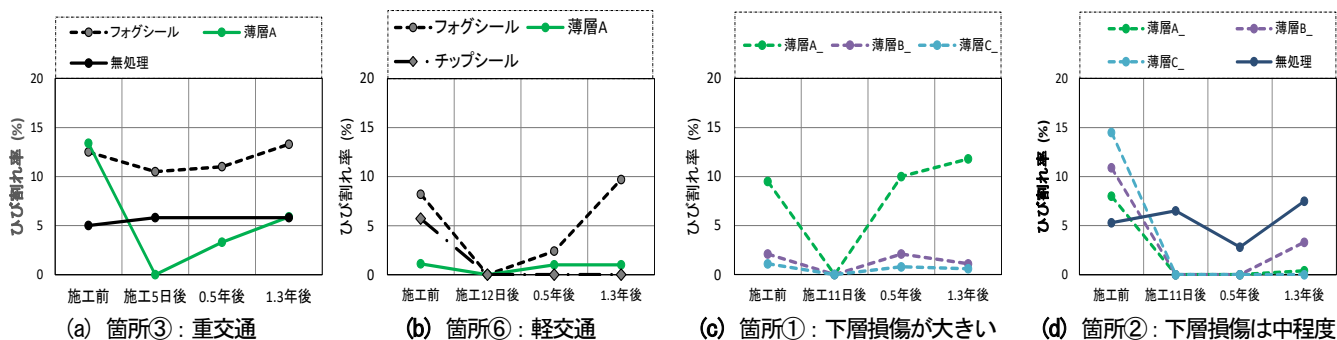 フォグシール 薄層A
無処理
ひび割れ率 (%)
20
15
10
5
0
施工前 施工5日後 0.5年後 1.3年後
(a) 箇所③：重交通
フォグシール 薄層A
チップシール
ひび割れ率 (%)
20
15
10
5
0
施工前 施工12日後 0.5年後 1.3年後
(b) 箇所⑥：軽交通
薄層A_ 薄層B_ 薄層C_
ひび割れ率 (%)
20
15
10
5
0
施工前 施工11日後 0.5年後 1.3年後
(c) 箇所①：下層損傷が大きい
薄層A_ 薄層B_
薄層C_ 無処理
ひび割れ率 (%)
20
15
10
5
0
施工前 施工11日後 0.5年後 1.3年後
(d) 箇所②：下層損傷は中程度